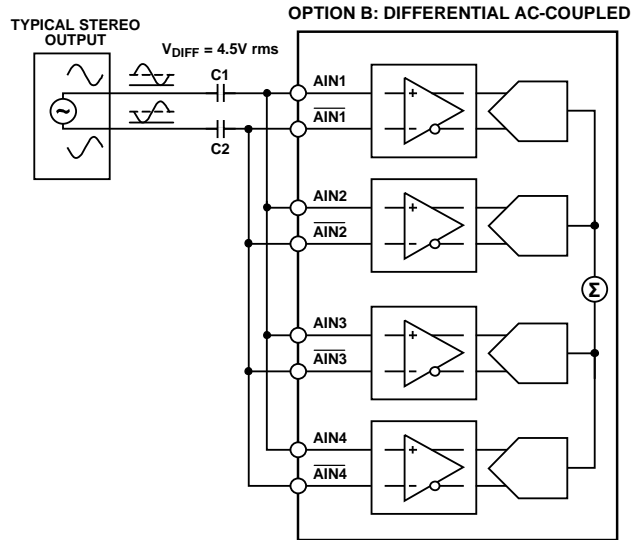 OPTION B: DIFFERENTIAL AC-COUPLED
TYPICAL STEREO
OUTPUT
VDIFF = 4.5V rms
C1
C2
~
AIN1
AIN1
+
–
AIN2
AIN2
+
–
Σ
AIN3
AIN3
+
–
AIN4
AIN4
+
–